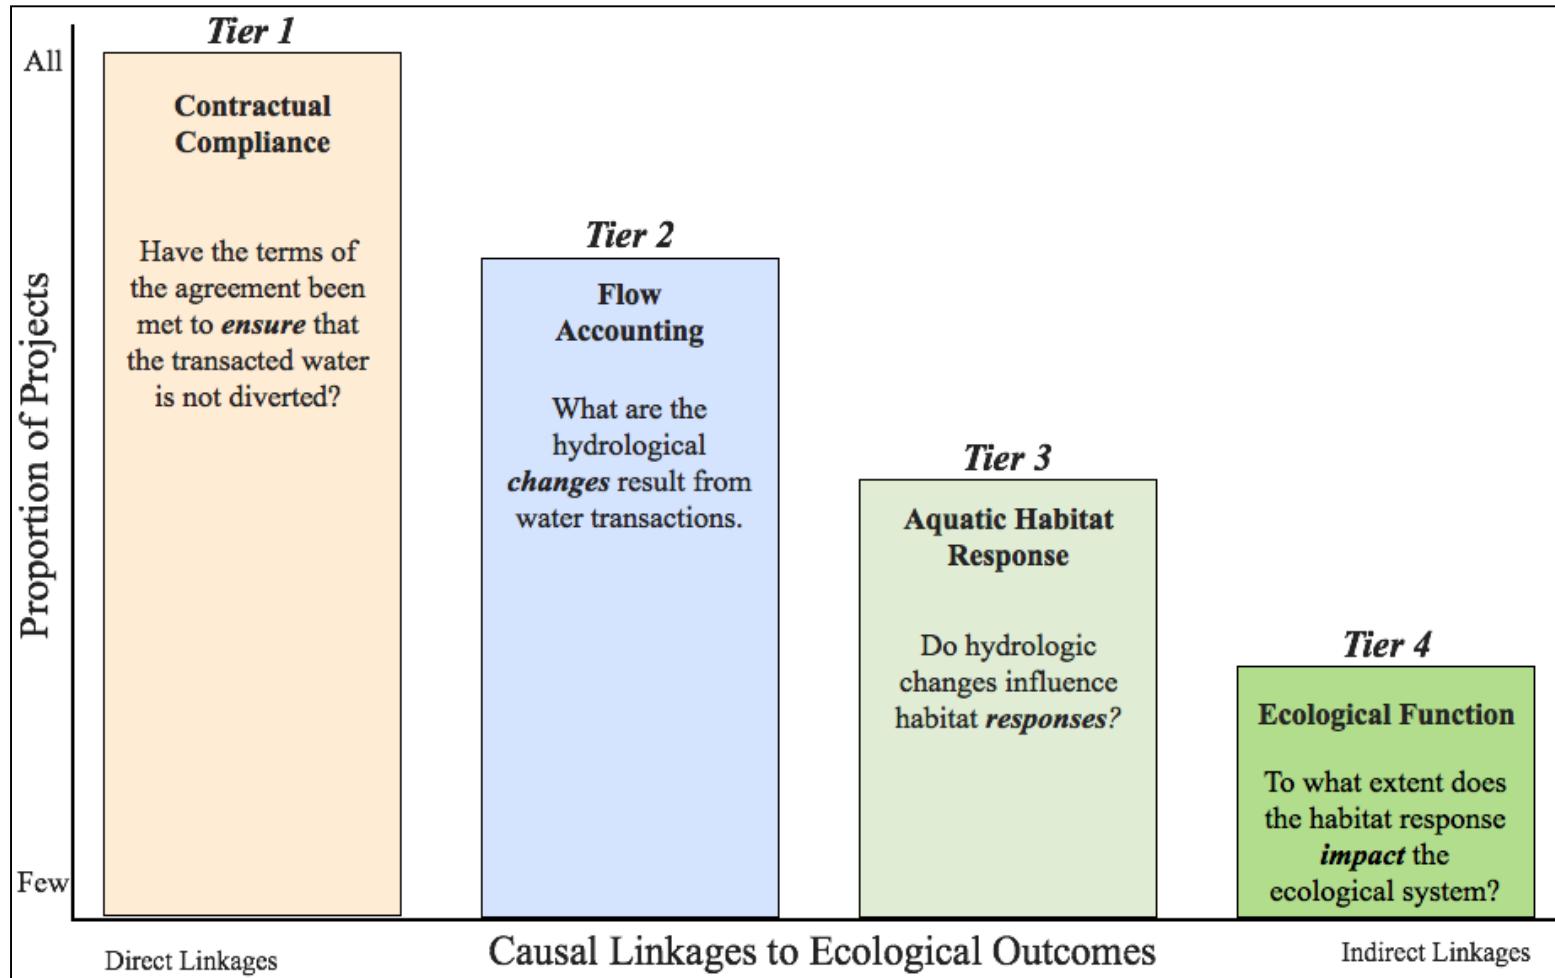 Tier 1
All
Contractual
Compliance
Have the terms of
the agreement been
met to ensure that
the transacted water
is not diverted?
Tier 2
Flow
Accounting
What are the
hydrological
changes result from
water transactions.
Tier 3
Aquatic Habitat
Response
Do hydrologic
changes influence
habitat responses?
Tier 4
Ecological Function
To what extent does
the habitat response
impact the
ecological system?
Proportion of Projects
Few
Direct Linkages
Causal Linkages to Ecological Outcomes
Indirect Linkages